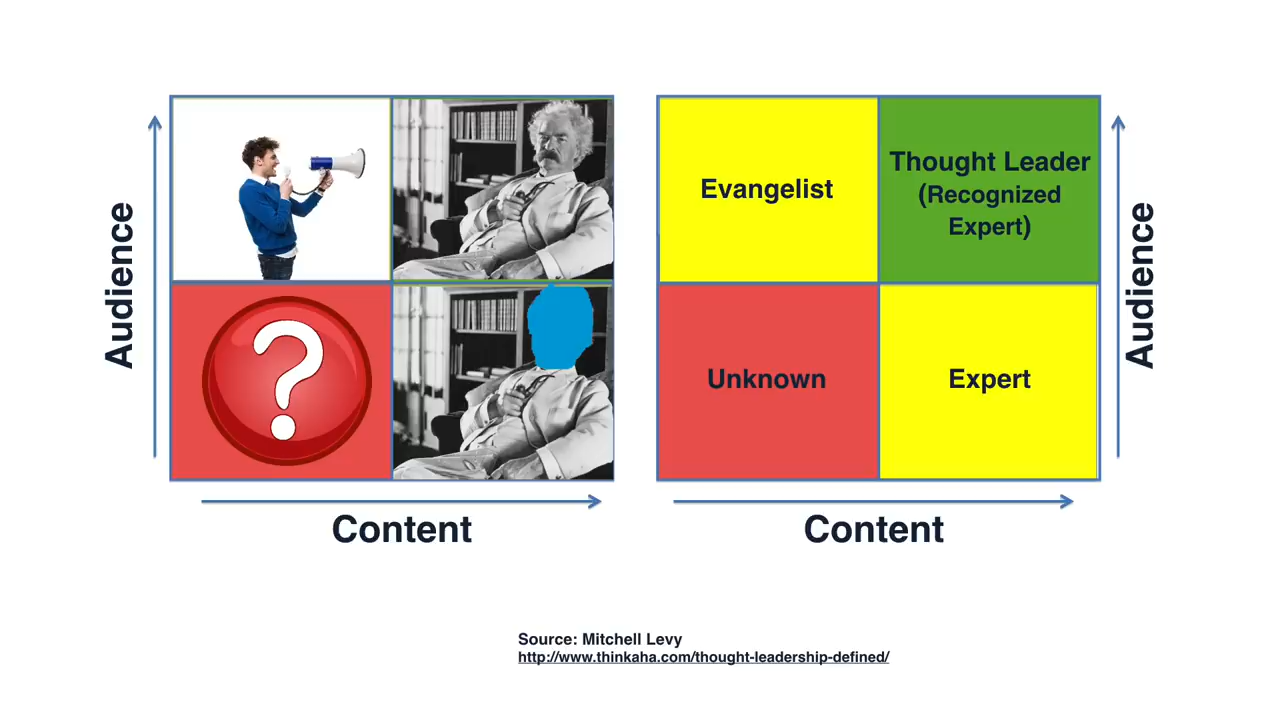 Audience
?
Content
Evangelist
Thought Leader
(Recognized
Expert)
Unknown
Expert
Audience
Content
Source: Mitchell Levy
http://www.thinkaha.com/thought-leadership-defined/